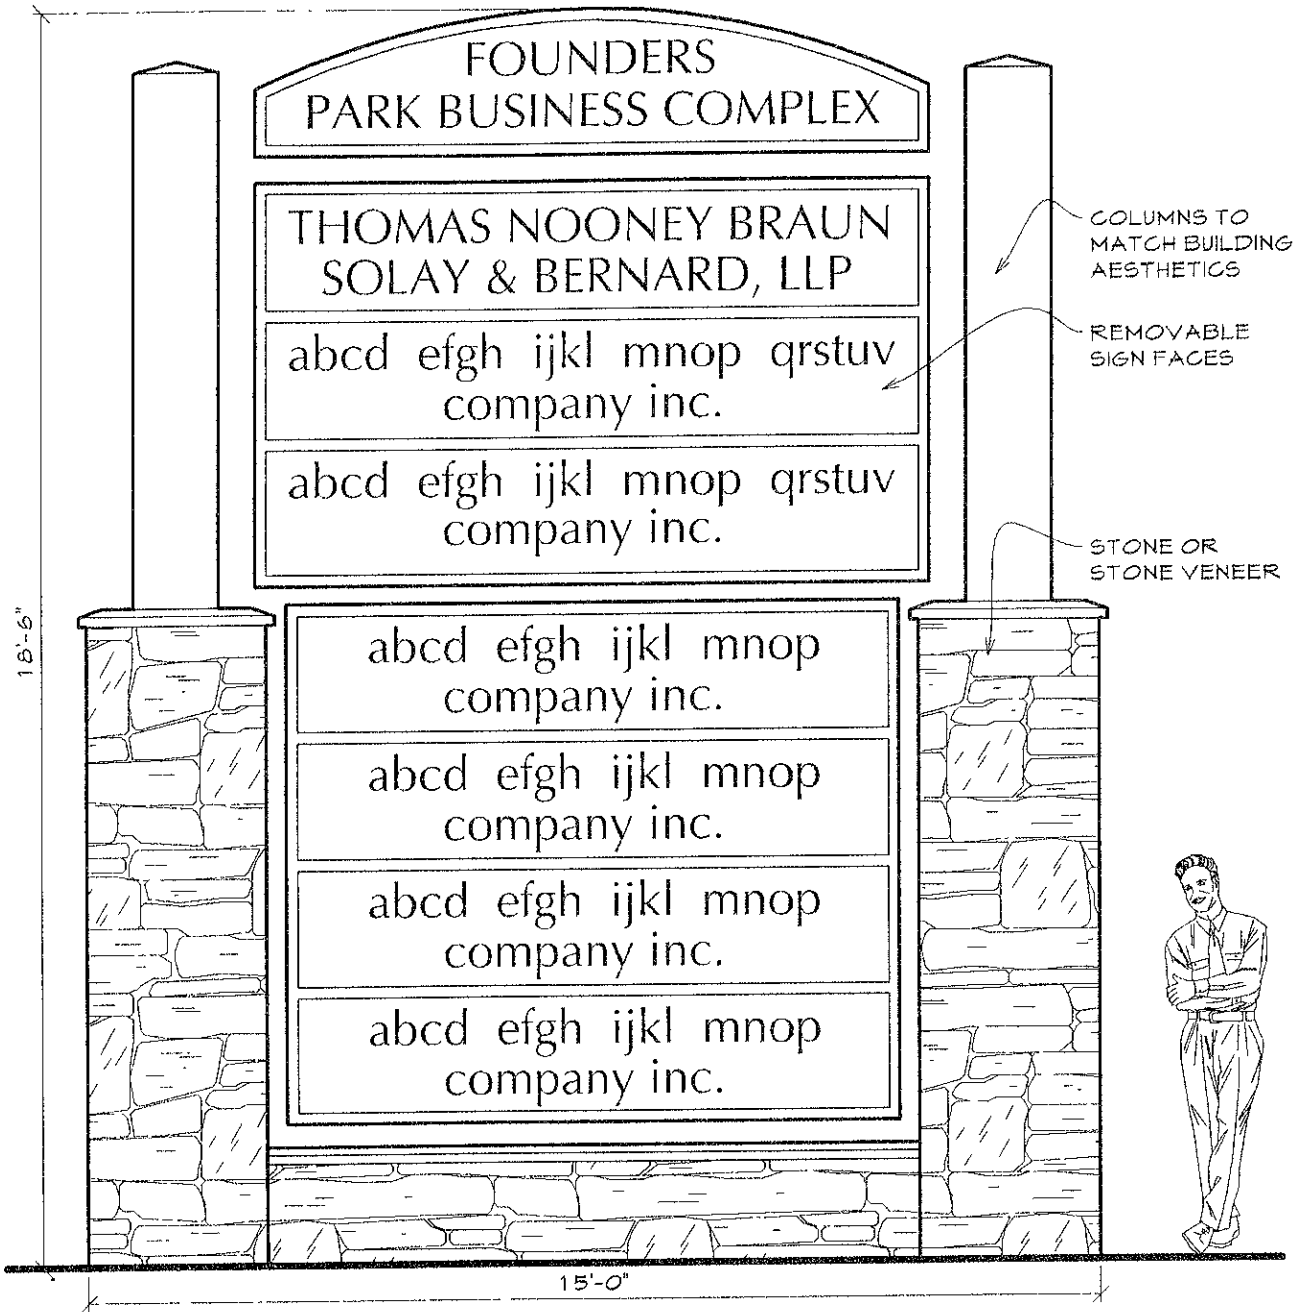 FOUNDERS
PARK BUSINESS COMPLEX
THOMAS NOONEY BRAUN
SOLAY & BERNARD, LLP
abcd efgh ijkl mnop qrstuv
company inc.
abcd efgh ijkl mnop qrstuv
company inc.
abcd efgh ijkl mnop
company inc.
abcd efgh ijkl mnop
company inc.
abcd efgh ijkl mnop
company inc.
abcd efgh ijkl mnop
company inc.
COLUMNS TO
MATCH BUILDING
AESTHETICS
REMOVABLE
SIGN FACES
STONE OR
STONE VENEER
18'-6"
15'-0"